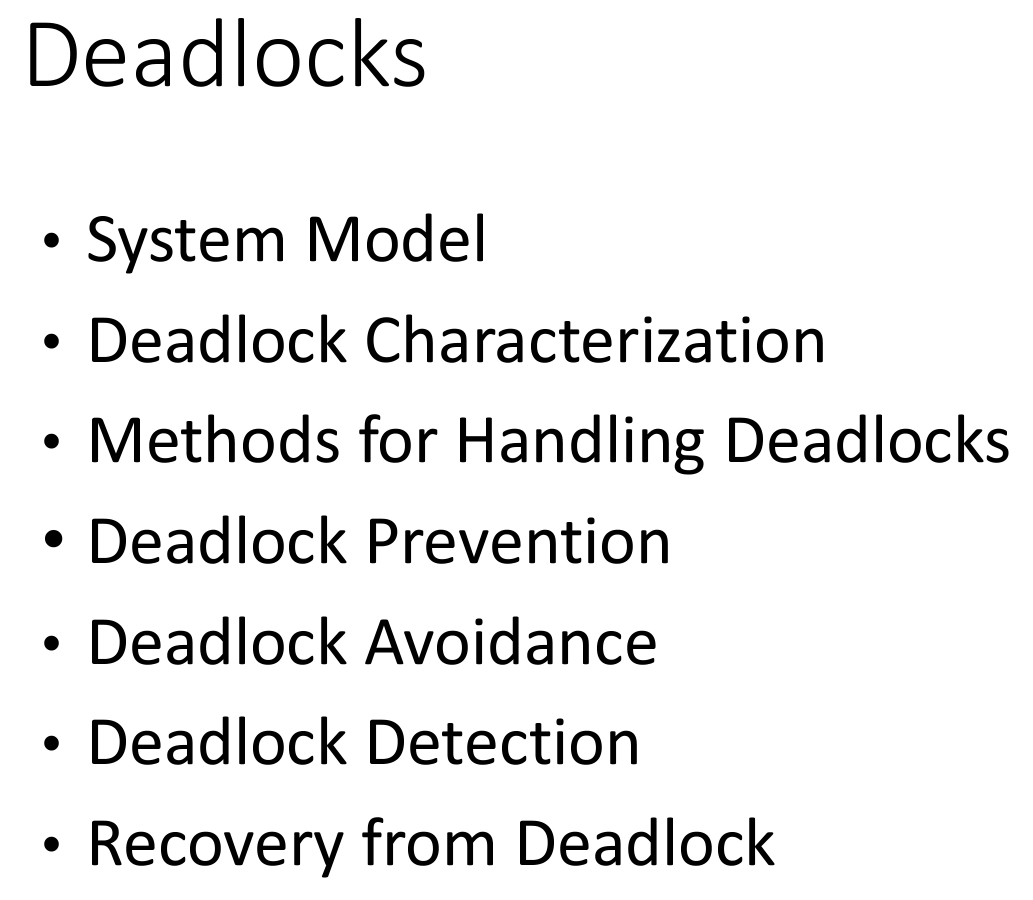 Deadlocks
• System Model
• Deadlock Characterization
• Methods for Handling Deadlocks
• Deadlock Prevention
• Deadlock Avoidance
• Deadlock Detection
• Recovery from Deadlock